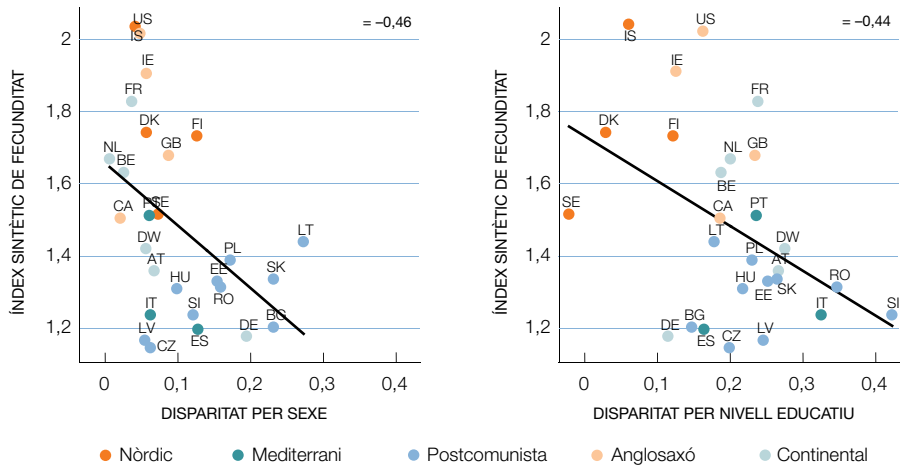 ÍNDEX SINTÈTIC DE FECUNDITAT
= –0,46
2
1,8
1,6
1,4
1,2
US
IS
IE
FR
DK
FI
GB
NL
BE
CA
PT
SE
DW
AT
LT
PL
SK
HU
EE
RO
IT
SI
BG
LV
CZ
ES
DE
0
0,1
0,2
0,3
0,4
DISPARITAT PER SEXE
ÍNDEX SINTÈTIC DE FECUNDITAT
= –0,44
2
1,8
1,6
1,4
1,2
US
IS
IE
FR
DK
FI
GB
NL
BE
SE
CA
PT
LT
DW
PL
AT
HU
EE
SK
RO
IT
SI
BG
DE
ES
CZ
LV
0
0,1
0,2
0,3
0,4
DISPARITAT PER NIVELL EDUCATIU
Nòrdic
Mediterrani
Postcomunista
Anglosaxó
Continental